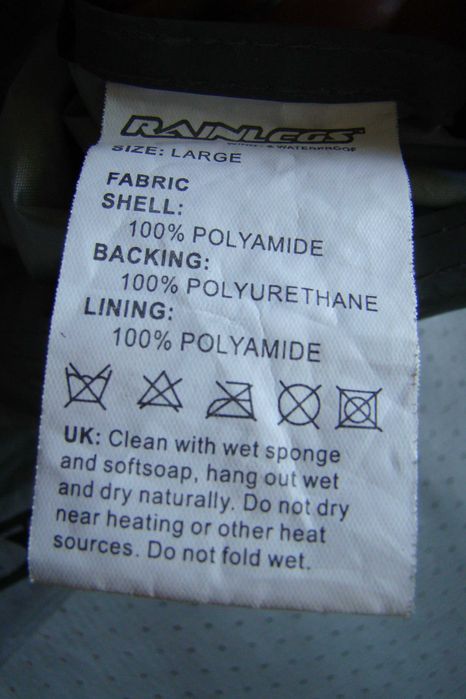 RAINLEGS
WIND & WATERPROOF
SIZE: LARGE
FABRIC
SHELL:
100% POLYAMIDE
BACKING:
100% POLYURETHANE
LINING:
100% POLYAMIDE
UK: Clean with wet sponge
and softsoap, hang out wet
and dry naturally. Do not dry
near heating or other heat
sources. Do not fold wet.